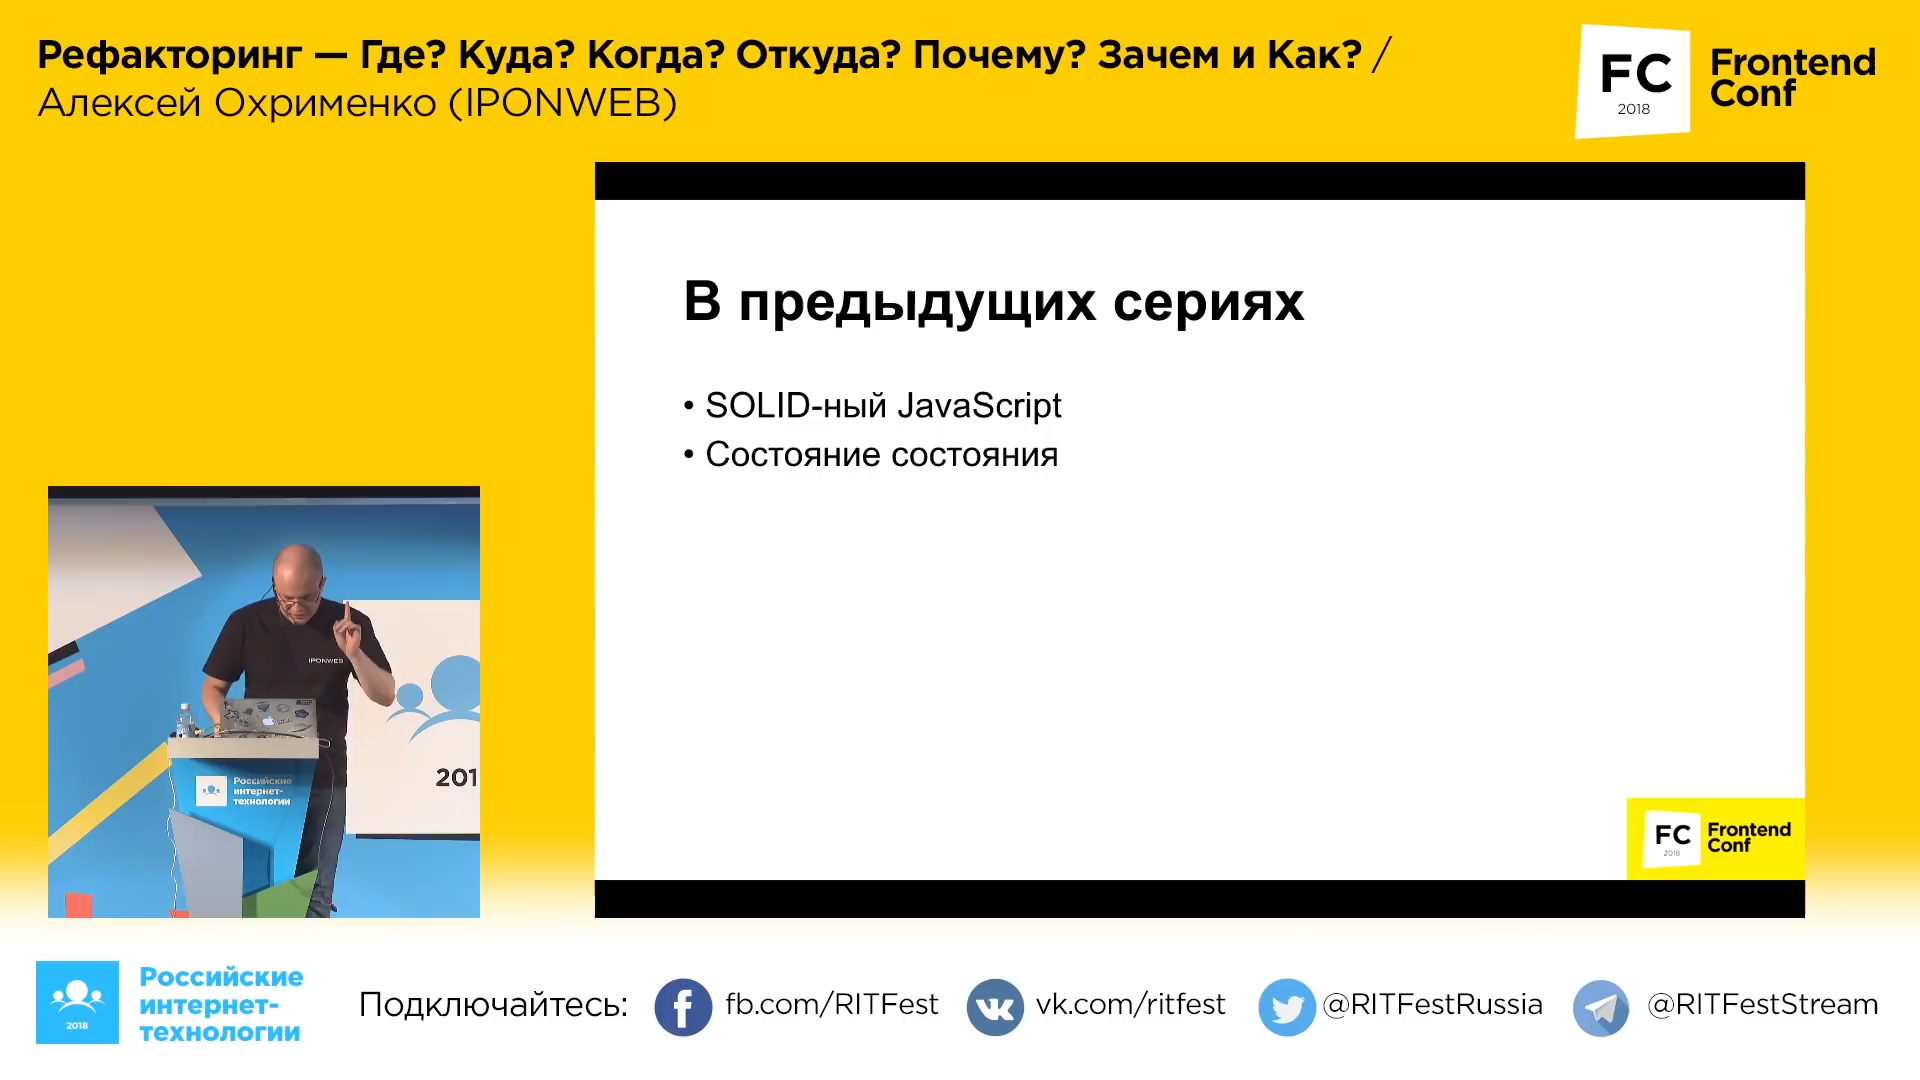 Рефакторинг — Где? Куда? Когда? Откуда? Почему? Зачем и Как? /
Алексей Охрименко (IPONWEB)
FC
2018
Frontend
Conf
В предыдущих сериях
• SOLID-ный JavaScript
• Состояние состояния
IPONWEB
201
Российские
интернет-
технологии
FC
2018
Frontend
Conf
2018
Российские
интернет-
технологии
Подключайтесь:
fb.com/RITFest
vk.com/ritfest
@RITFestRussia
@RITFestStream